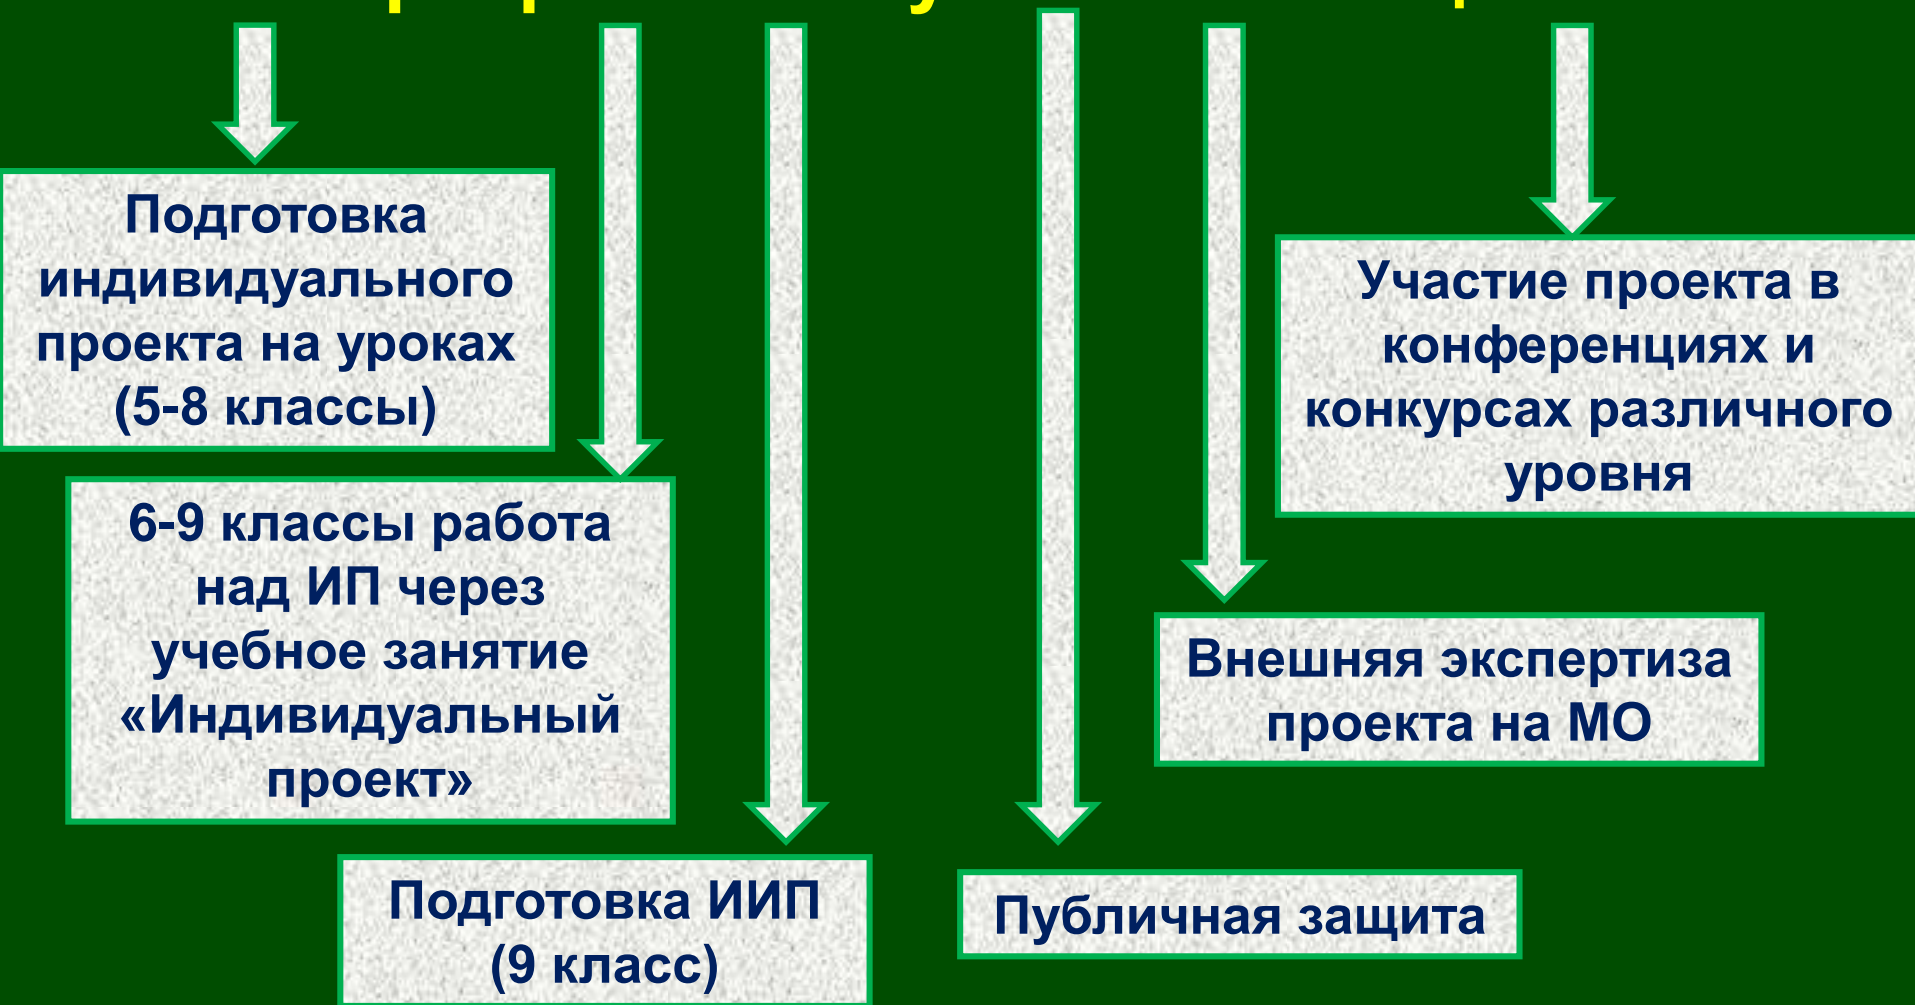 Подготовка
индивидуального
проекта на уроках
(5-8 классы)
6-9 классы работа
над ИП через
учебное занятие
«Индивидуальный
проект»
Подготовка ИИП
(9 класс)
Публичная защита
Внешняя экспертиза
проекта на МО
Участие проекта в
конференциях и
конкурсах различного
уровня